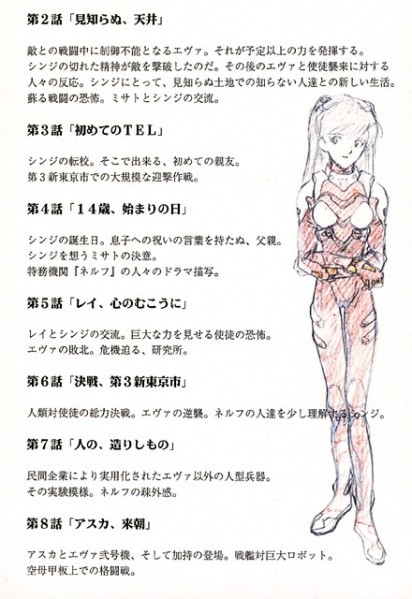 第２話「見知らぬ、天井」
敵との戦闘中に制御不能となるエヴァ。それが予定以上の力を発揮する。
シンジの切れた精神が敵を撃破したのだ。その後のエヴァと使徒襲来に対する
人々の反応。シンジにとって、見知らぬ土地での知らない人達との新しい生活。
蘇る戦闘の恐怖。ミサトとシンジの交流。
第３話「初めてのＴＥＬ」
シンジの転校。そこで出来る、初めての親友。
第３新東京市での大規模な迎撃作戦。
第４話「１４歳、始まりの日」
シンジの誕生日。息子への祝いの言葉を持たぬ、父親。
シンジを想うミサトの決意。
特務機関『ネルフ』の人々のドラマ描写。
第５話「レイ、心のむこうに」
レイとシンジの交流。巨大な力を見せる使徒の恐怖。
エヴァの敗北。危機迫る、研究所。
第６話「決戦、第３新東京市」
人類対使徒の総力決戦。エヴァの逆襲。ネルフの人達を少し理解するシンジ。
第７話「人の、造りしもの」
民間企業により実用化されたエヴァ以外の人型兵器。
その実験模様。ネルフの疎外感。
第８話「アスカ、来朝」
アスカとエヴァ弐号機、そして加持の登場。戦艦対巨大ロボット。
空母甲板上での格闘戦。